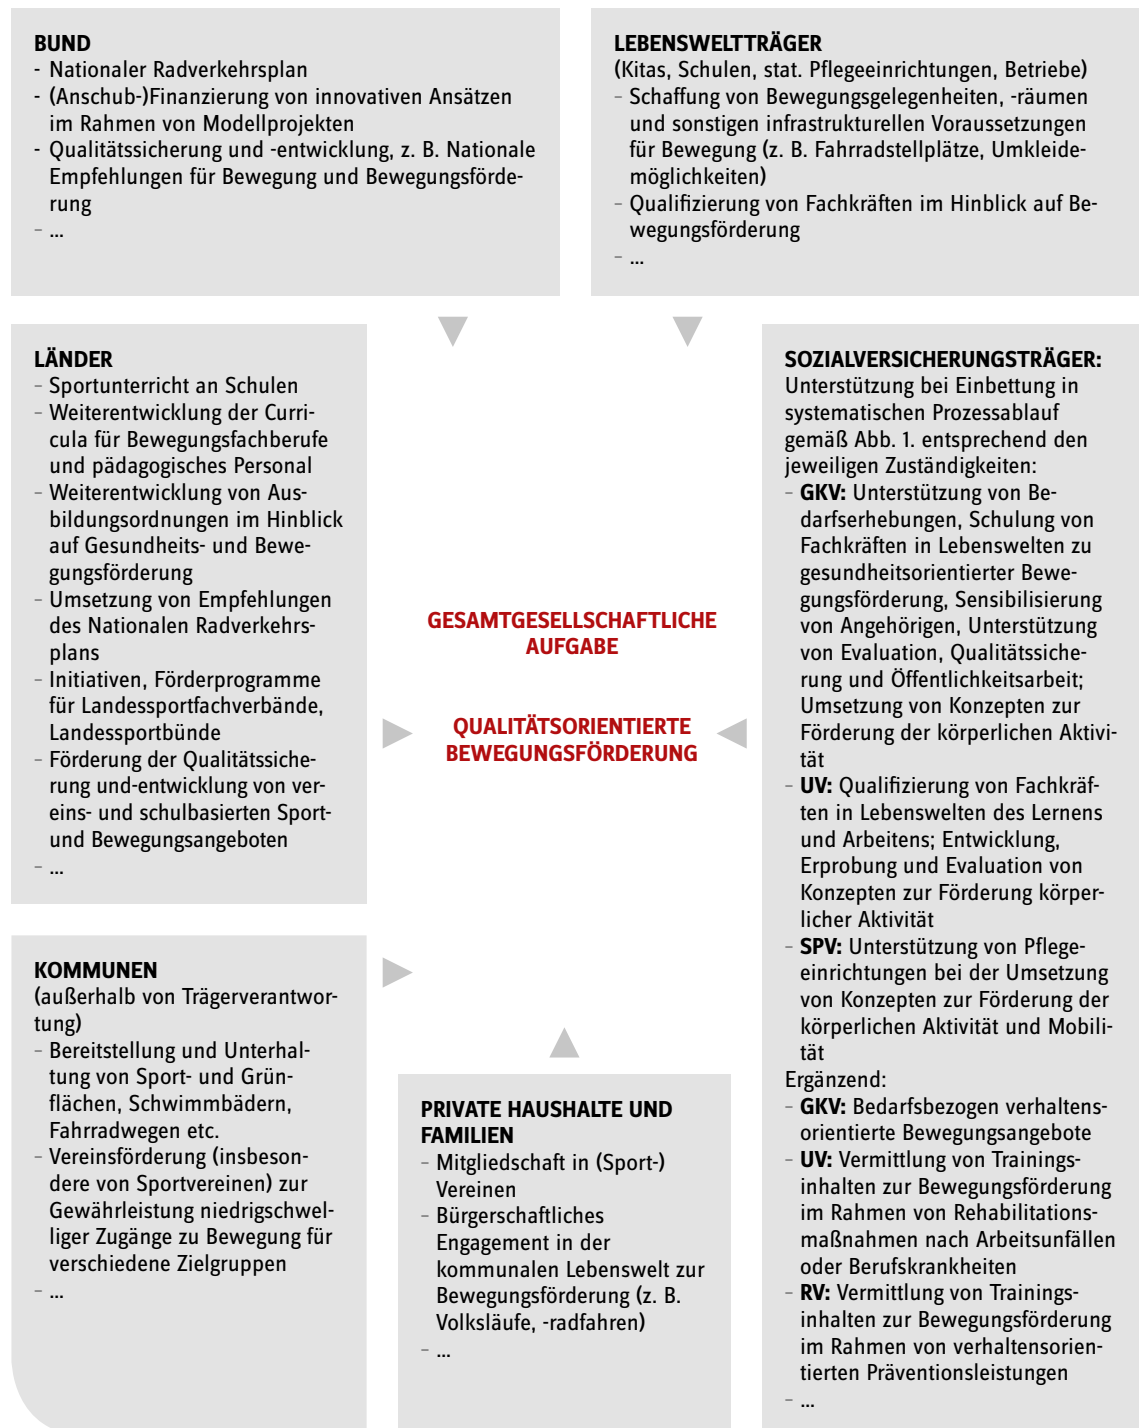 BUND
- Nationaler Radverkehrsplan
- (Anschub-)Finanzierung von innovativen Ansätzen
im Rahmen von Modellprojekten
- Qualitätssicherung und -entwicklung, z. B. Nationale
Empfehlungen für Bewegung und Bewegungsförde-
rung
– ...
LEBENSWELTTRÄGER
(Kitas, Schulen, stat. Pflegeeinrichtungen, Betriebe)
– Schaffung von Bewegungsgelegenheiten, -räumen
und sonstigen infrastrukturellen Voraussetzungen
für Bewegung (z. B. Fahrradstellplätze, Umkleide-
möglichkeiten)
– Qualifizierung von Fachkräften im Hinblick auf Be-
wegungsförderung
– ...
LÄNDER
– Sportunterricht an Schulen
– Weiterentwicklung der Curri-
cula für Bewegungsfachberufe
und pädagogisches Personal
– Weiterentwicklung von Aus-
bildungsordnungen im Hinblick
auf Gesundheits- und Bewe-
gungsförderung
– Umsetzung von Empfehlungen
des Nationalen Radverkehrs-
plans
– Initiativen, Förderprogramme
für Landessportfachverbände,
Landessportbünde
– Förderung der Qualitätssiche-
rung und-entwicklung von ver-
eins- und schulbasierten Sport-
und Bewegungsangeboten
– ...
GESAMTGESELLSCHAFTLICHE
AUFGABE
QUALITÄTSORIENTIERTE
BEWEGUNGSFÖRDERUNG
SOZIALVERSICHERUNGSTRÄGER:
Unterstützung bei Einbettung in
systematischen Prozessablauf
gemäß Abb. 1. entsprechend den
jeweiligen Zuständigkeiten:
– GKV: Unterstützung von Be-
darfserhebungen, Schulung von
Fachkräften in Lebenswelten zu
gesundheitsorientierter Bewe-
gungsförderung, Sensibilisierung
von Angehörigen, Unterstützung
von Evaluation, Qualitätssiche-
rung und Öffentlichkeitsarbeit;
Umsetzung von Konzepten zur
Förderung der körperlichen Aktivi-
tät
– UV: Qualifizierung von Fachkräf-
ten in Lebenswelten des Lernens
und Arbeitens; Entwicklung,
Erprobung und Evaluation von
Konzepten zur Förderung körper-
licher Aktivität
– SPV: Unterstützung von Pflege-
einrichtungen bei der Umsetzung
von Konzepten zur Förderung der
körperlichen Aktivität und Mobili-
tät
Ergänzend:
– GKV: Bedarfsbezogen verhaltens-
orientierte Bewegungsangebote
– UV: Vermittlung von Trainings-
inhalten zur Bewegungsförderung
im Rahmen von Rehabilitations-
maßnahmen nach Arbeitsunfällen
oder Berufskrankheiten
– RV: Vermittlung von Trainings-
inhalten zur Bewegungsförderung
im Rahmen von verhaltensorien-
tierten Präventionsleistungen
– ...
KOMMUNEN
(außerhalb von Trägerverantwor-
tung)
– Bereitstellung und Unterhal-
tung von Sport- und Grün-
flächen, Schwimmbädern,
Fahrradwegen etc.
– Vereinsförderung (insbeson-
dere von Sportvereinen) zur
Gewährleistung niedrigschwel-
liger Zugänge zu Bewegung für
verschiedene Zielgruppen
– ...
PRIVATE HAUSHALTE UND
FAMILIEN
– Mitgliedschaft in (Sport-)
Vereinen
– Bürgerschaftliches
Engagement in der
kommunalen Lebenswelt zur
Bewegungsförderung (z. B.
Volksläufe, -radfahren)
– ...